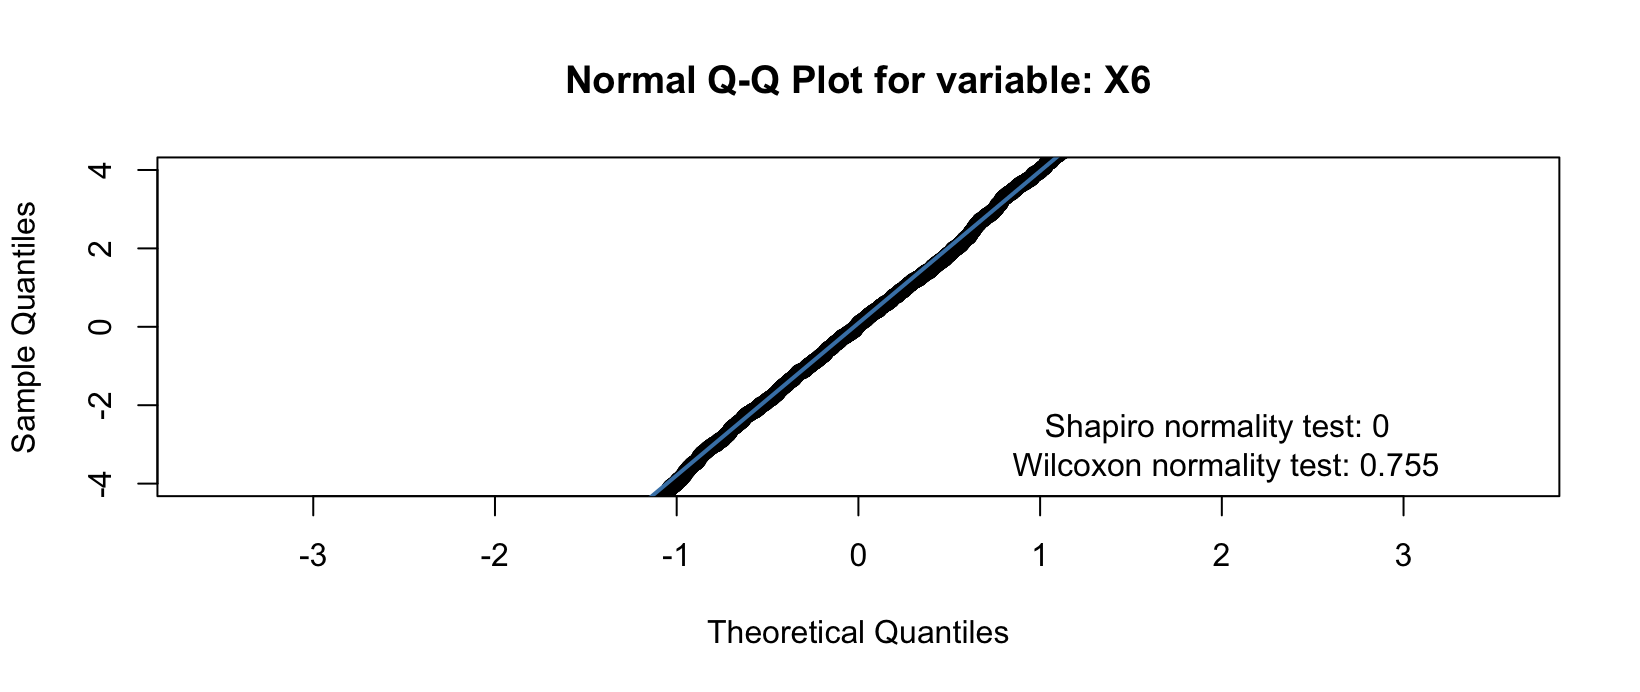 Normal Q-Q Plot for variable: X6
Sample Quantiles
4
2
0
-2
-4
Shapiro normality test: 0
Wilcoxon normality test: 0.755
-3 -2 -1 0 1 2 3
Theoretical Quantiles